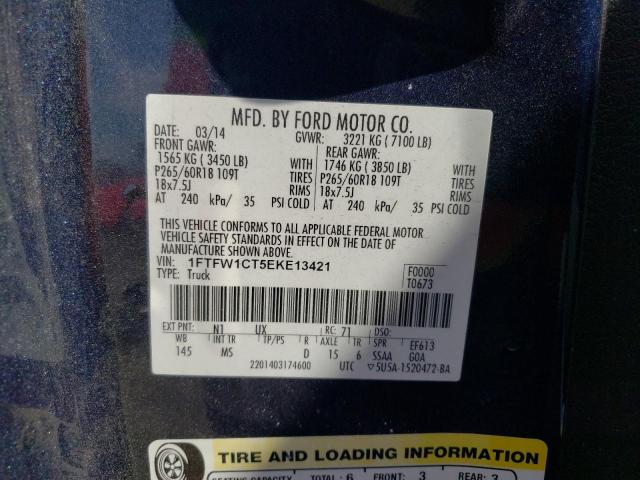 MFD. BY FORD MOTOR CO.
DATE: 03/14 GVWR: 3221 KG ( 7100 LB)
FRONT GAWR: REAR GAWR:
1565 KG ( 3450 LB) WITH 1746 KG ( 3850 LB) WITH
P265/60R18 109T TIRES P265/60R18 109T TIRES
18x7.5J RIMS 18x7.5J RIMS
AT 240 kPa/ 35 PSI COLD AT 240 kPa/ 35 PSI COLD
THIS VEHICLE CONFORMS TO ALL APPLICABLE FEDERAL MOTOR
VEHICLE SAFETY STANDARDS IN EFFECT ON THE DATE OF
MANUFACTURE SHOWN ABOVE.
VIN: 1FTFW1CT5EKE13421 F0000
TYPE: Truck T0673
EXT PNT: N1 UX RC: 71 DSO:
WB INT TR TP/PS R AXLE TR SPR EF613
145 MS D 15 6 SSAA GOA
2201403174600 UTC ▽5U5A-1520472-BA
TIRE AND LOADING INFORMATION
SEATING CAPACITY TOTAL: 6 FRONT: 3 REAR: 3